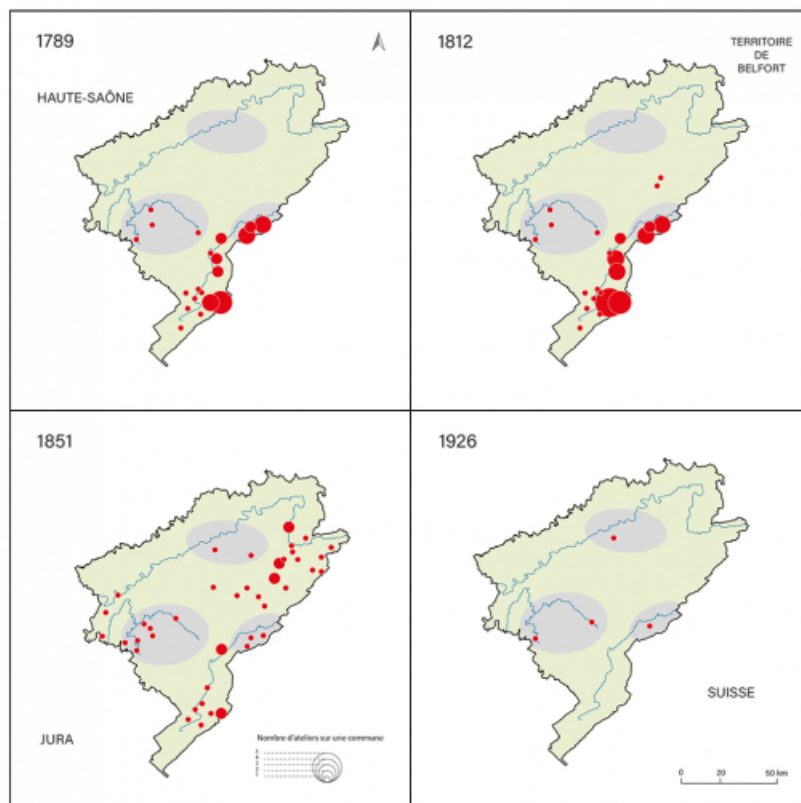 1789
HAUTE-SAÔNE
1812
TERRITOIRE
DE
BELFORT
1851
JURA
Nombre d'ateliers sur une commune
1926
SUISSE
0 20 50 km